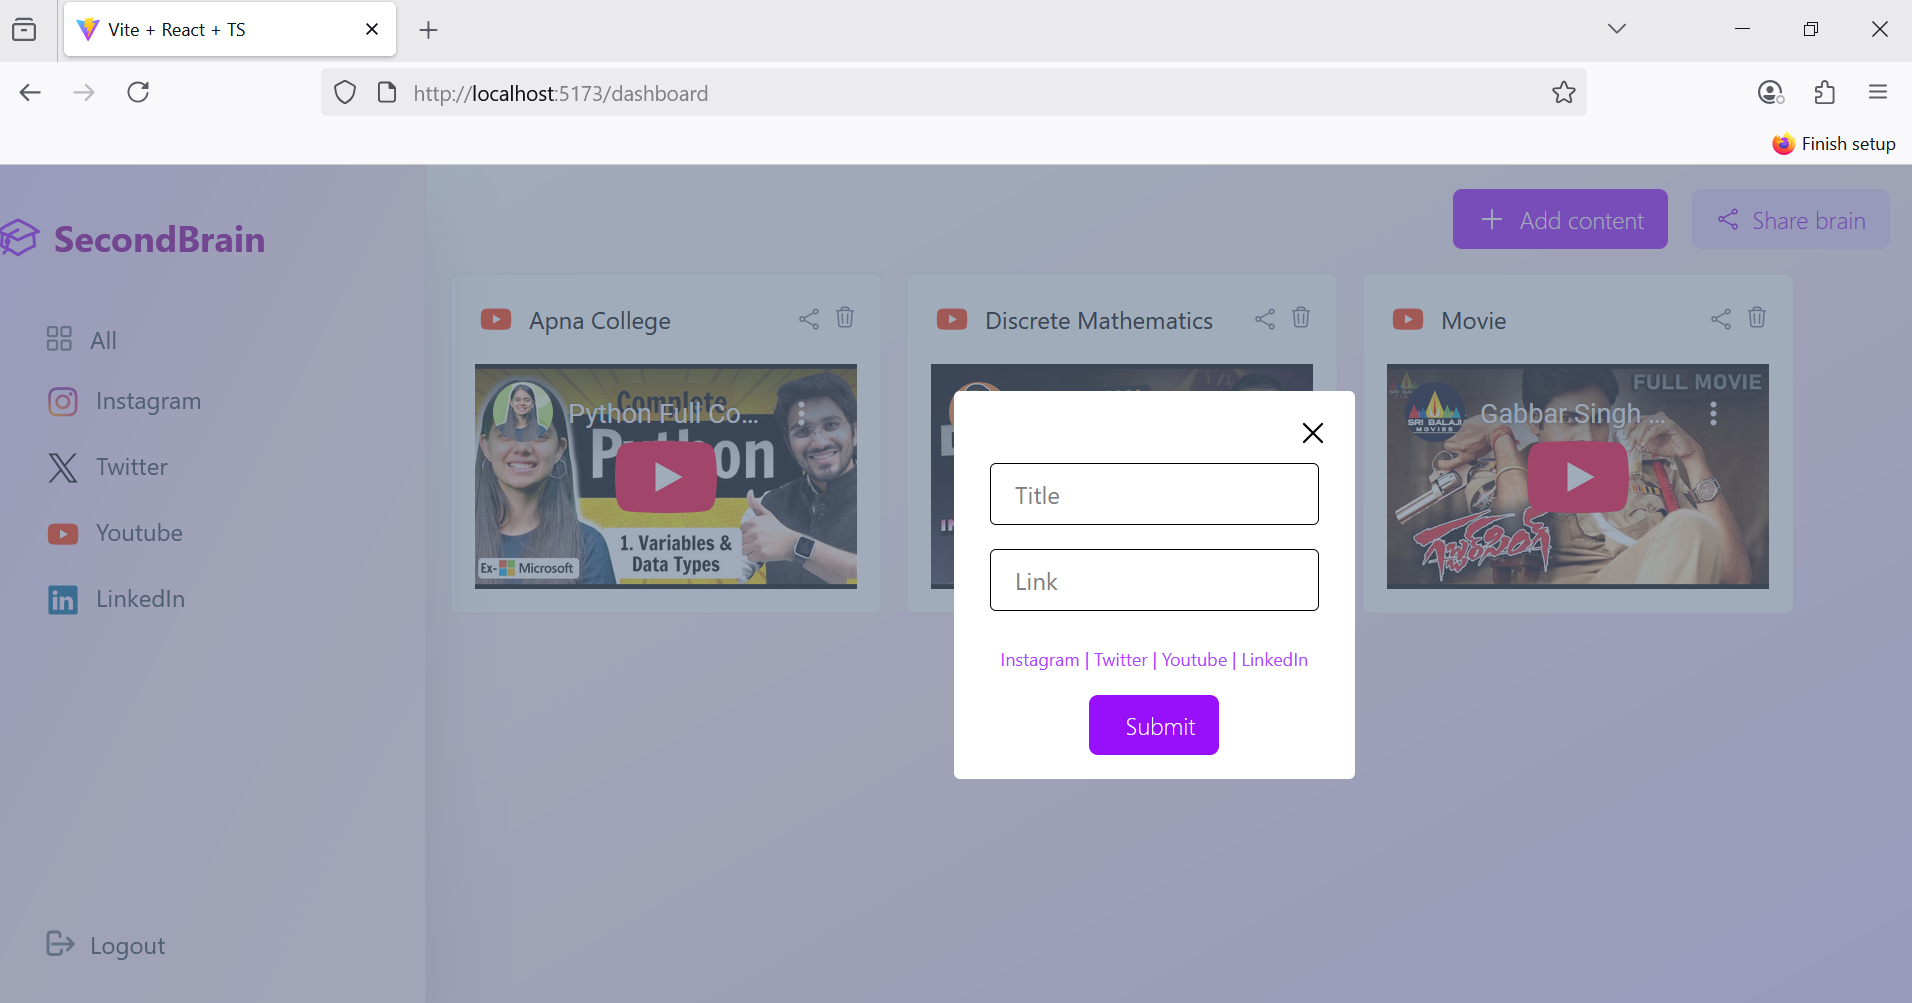 Vite + React + TS
http://localhost:5173/dashboard
Finish setup
SecondBrain
Add content
Share brain
All
Instagram
Twitter
Youtube
LinkedIn
Logout
Apna College
Complete
Python Full Co...
Python
1. Variables &
Data Types
Ex- Microsoft
Discrete Mathematics
Movie
FULL MOVIE
Gabbar Singh ...
SRI BALAJI
MOVIES
గబ్బర్ సింగ్
Title
Link
Instagram | Twitter | Youtube | LinkedIn
Submit